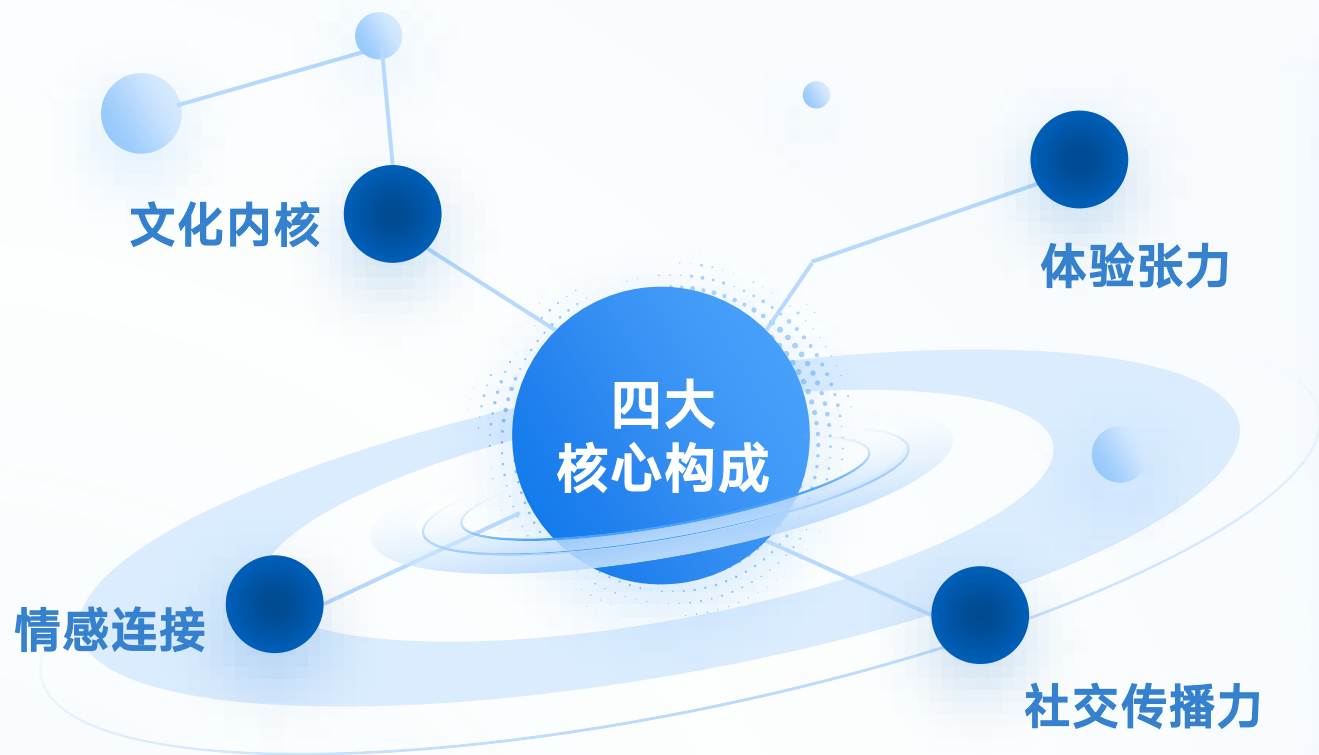 文化内核
体验张力
四大
核心构成
情感连接
社交传播力